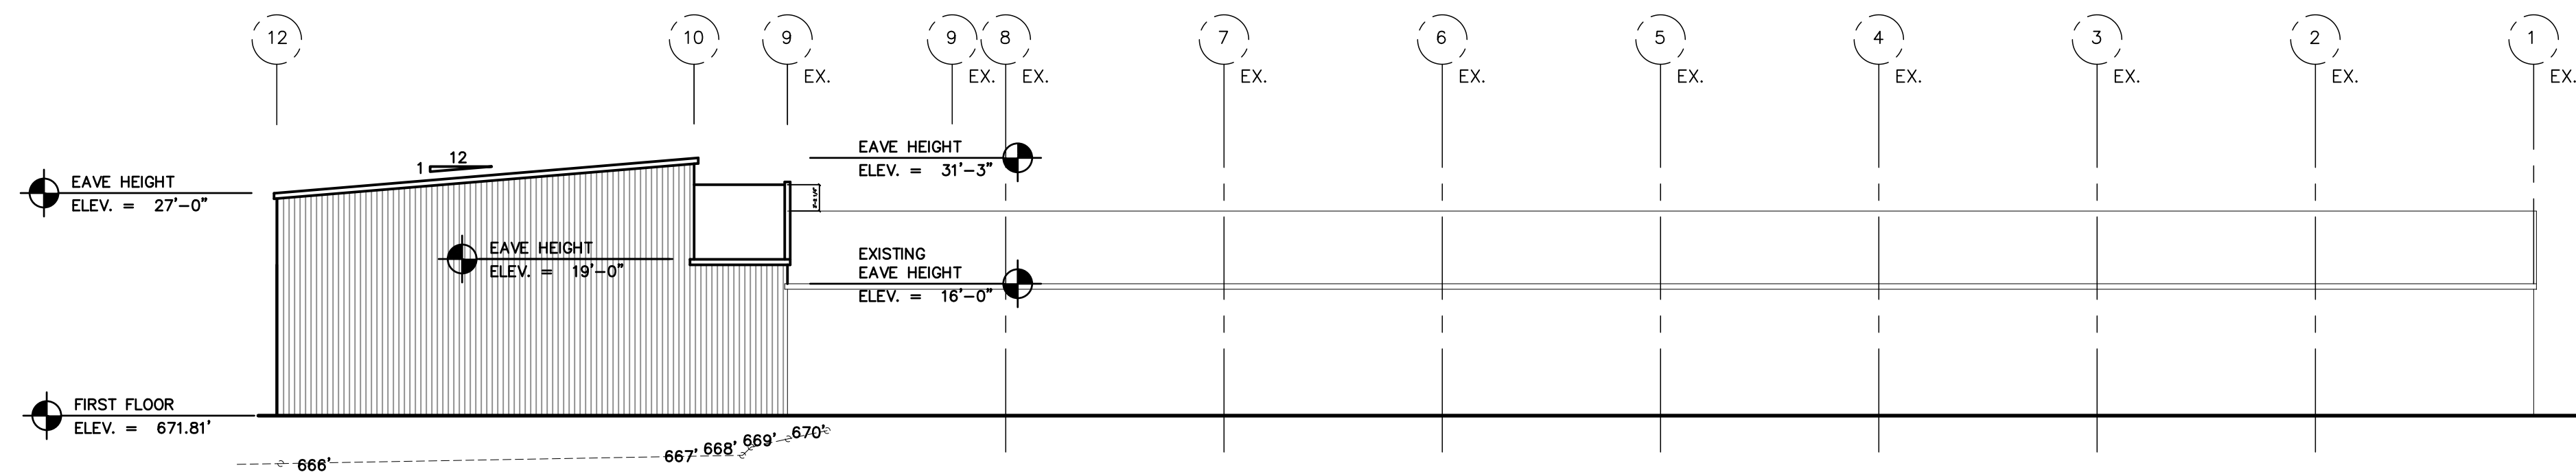 12
10
9
9
8
7
6
5
4
3
2
1
EX.
EX.
EX.
EX.
EX.
EX.
EX.
EX.
EX.
EX.
EAVE HEIGHT
ELEV. = 31'-3"
12
1
EAVE HEIGHT
ELEV. = 27'-0"
EAVE HEIGHT
ELEV. = 19'-0"
EXISTING
EAVE HEIGHT
ELEV. = 16'-0"
FIRST FLOOR
ELEV. = 671.81'
666'
667'
668'
669'
670'